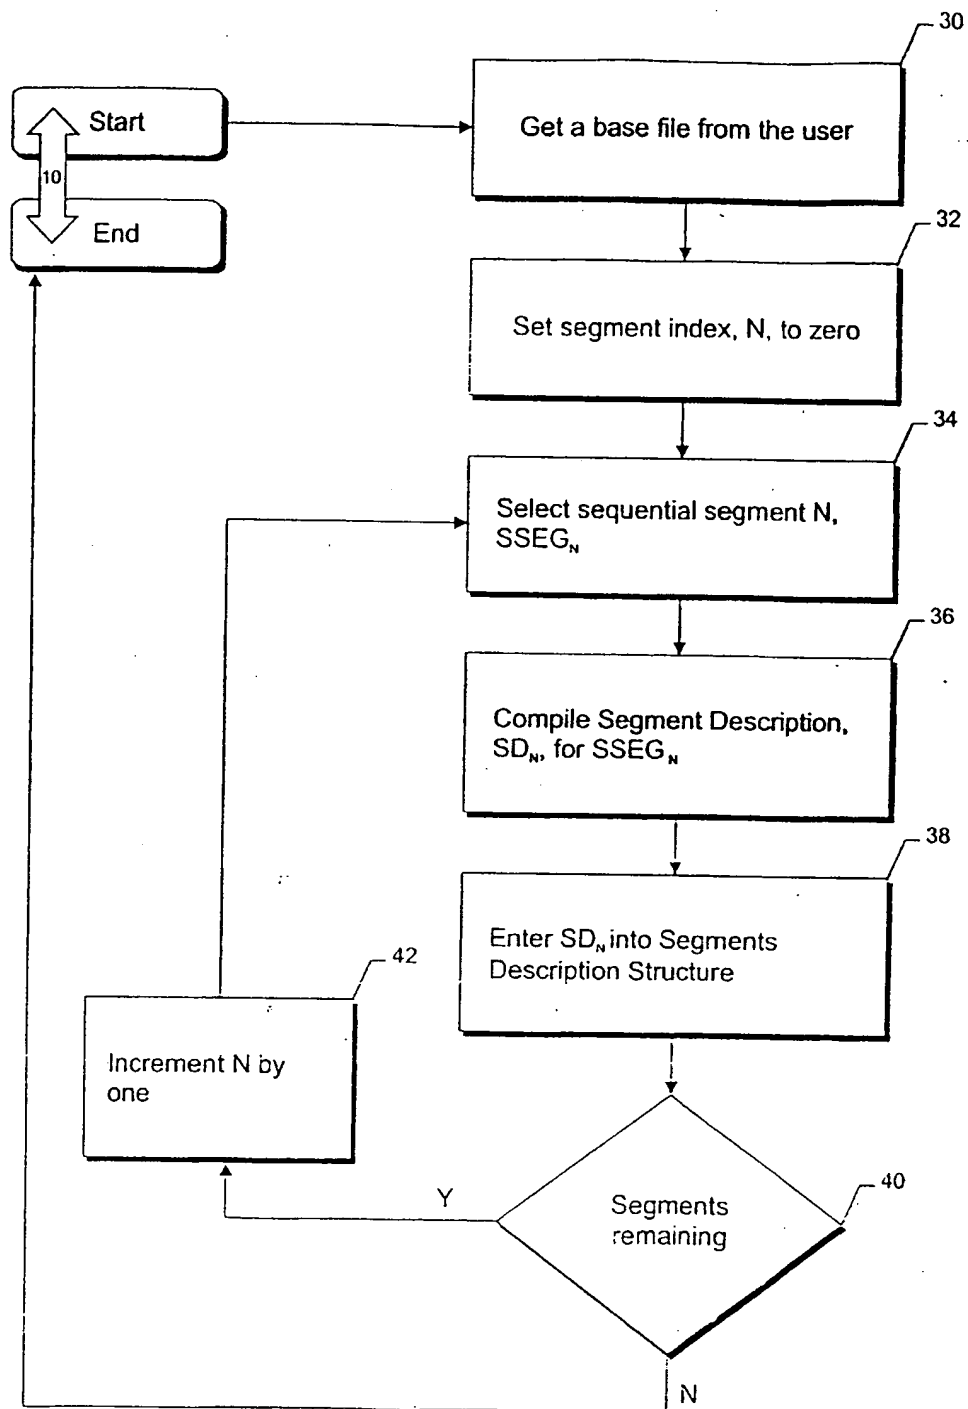 30
Start
Get a base file from the user
10
End
32
Set segment index, N, to zero
34
Select sequential segment N,
SSEG_N
36
Compile Segment Description,
SD_N, for SSEG_N
38
Enter SD_N into Segments
Description Structure
42
Increment N by
one
Y
40
Segments
remaining
N